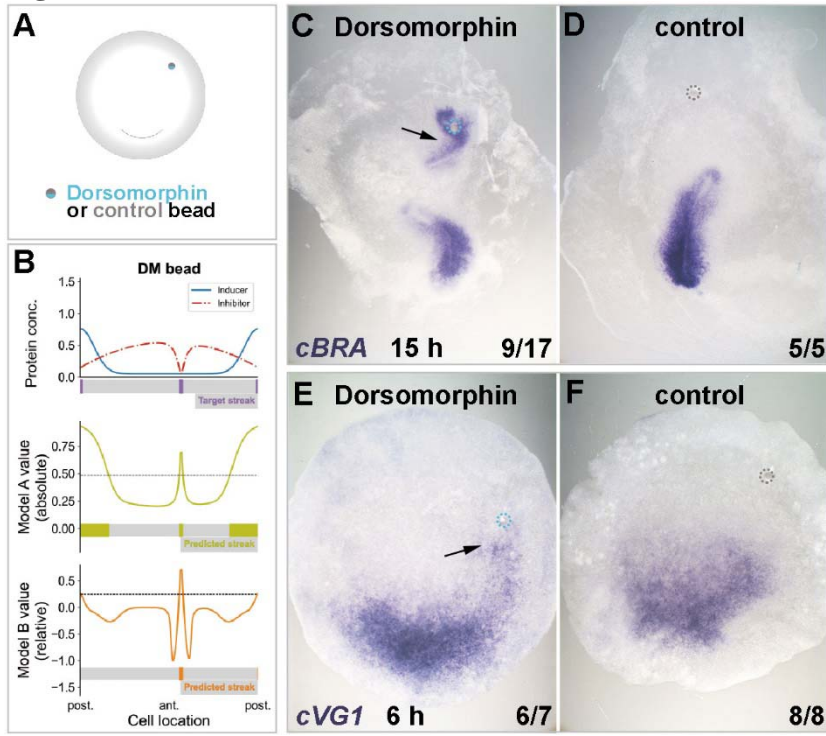 A
Dorsomorphin
or control bead
B
DM bead
Inducer
Inhibitor
Protein conc.
1.5
1.0
0.5
0.0
Target streak
Model A value
(absolute)
0.75
0.50
0.25
0.00
Predicted streak
Model B value
(relative)
0.5
0.0
−0.5
−1.0
−1.5
Predicted streak
post. ant. post.
Cell location
C Dorsomorphin
cBRA 15 h 9/17
D control
5/5
E Dorsomorphin
cVG1 6 h 6/7
F control
8/8